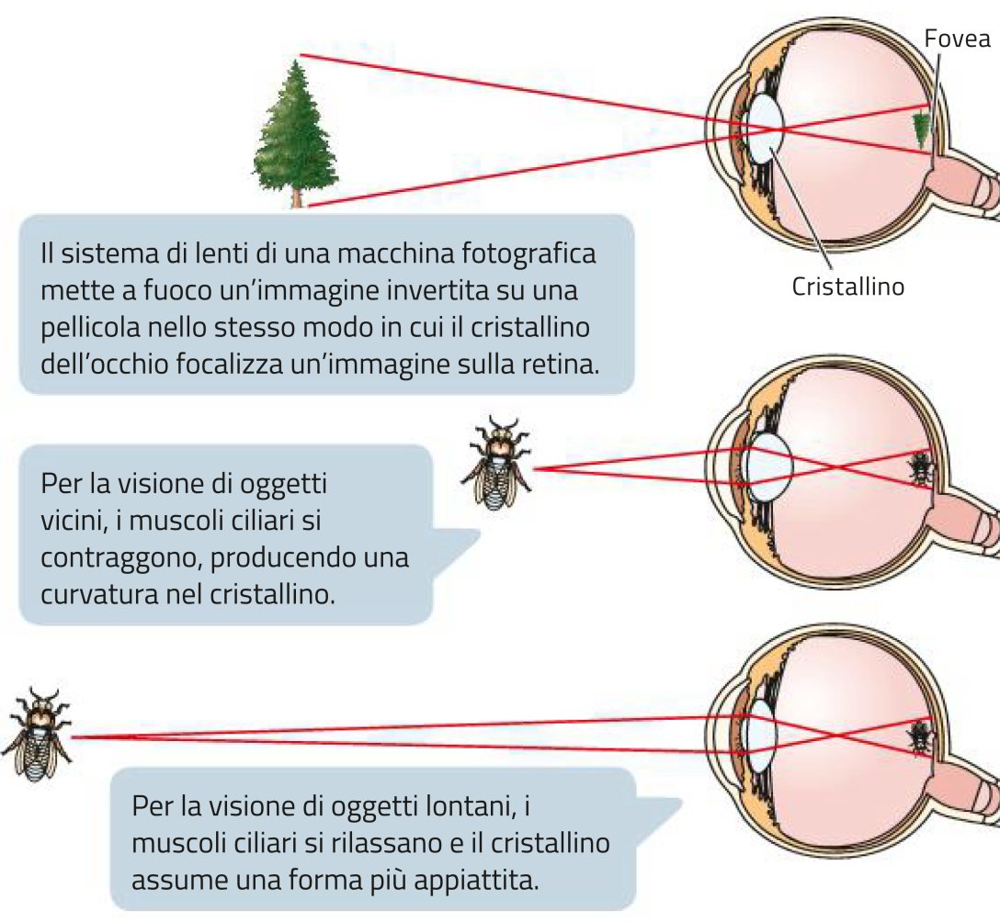 Fovea
Il sistema di lenti di una macchina fotografica
mette a fuoco un’immagine invertita su una
pellicola nello stesso modo in cui il cristallino
dell’occhio focalizza un’immagine sulla retina.
Cristallino
Per la visione di oggetti
vicini, i muscoli ciliari si
contraggono, producendo una
curvatura nel cristallino.
Per la visione di oggetti lontani, i
muscoli ciliari si rilassano e il cristallino
assume una forma più appiattita.